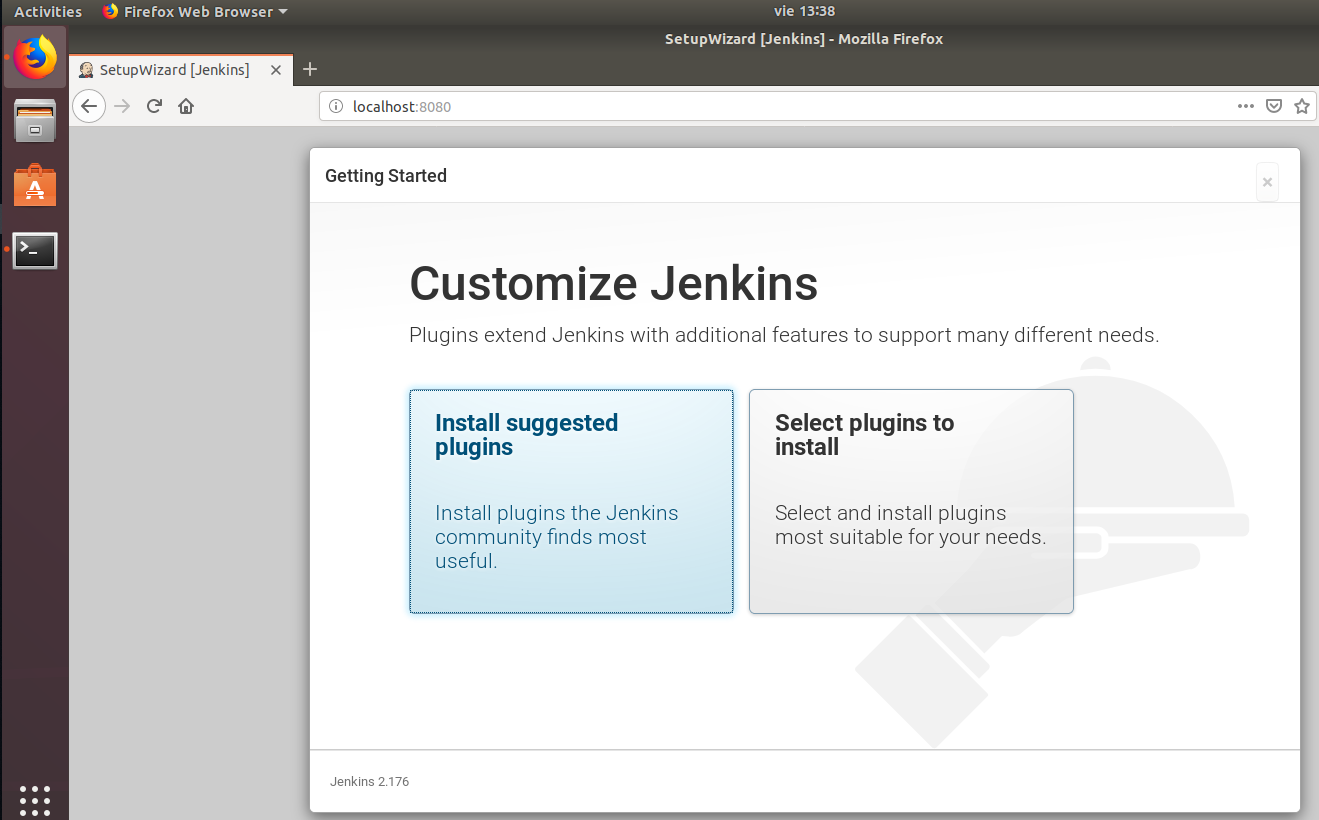 Activities Firefox Web Browser vie 13:38
SetupWizard [Jenkins] - Mozilla Firefox
SetupWizard [Jenkins]
localhost:8080
Getting Started
Customize Jenkins
Plugins extend Jenkins with additional features to support many different needs.
Install suggested
plugins
Install plugins the Jenkins
community finds most
useful.
Select plugins to
install
Select and install plugins
most suitable for your needs.
Jenkins 2.176